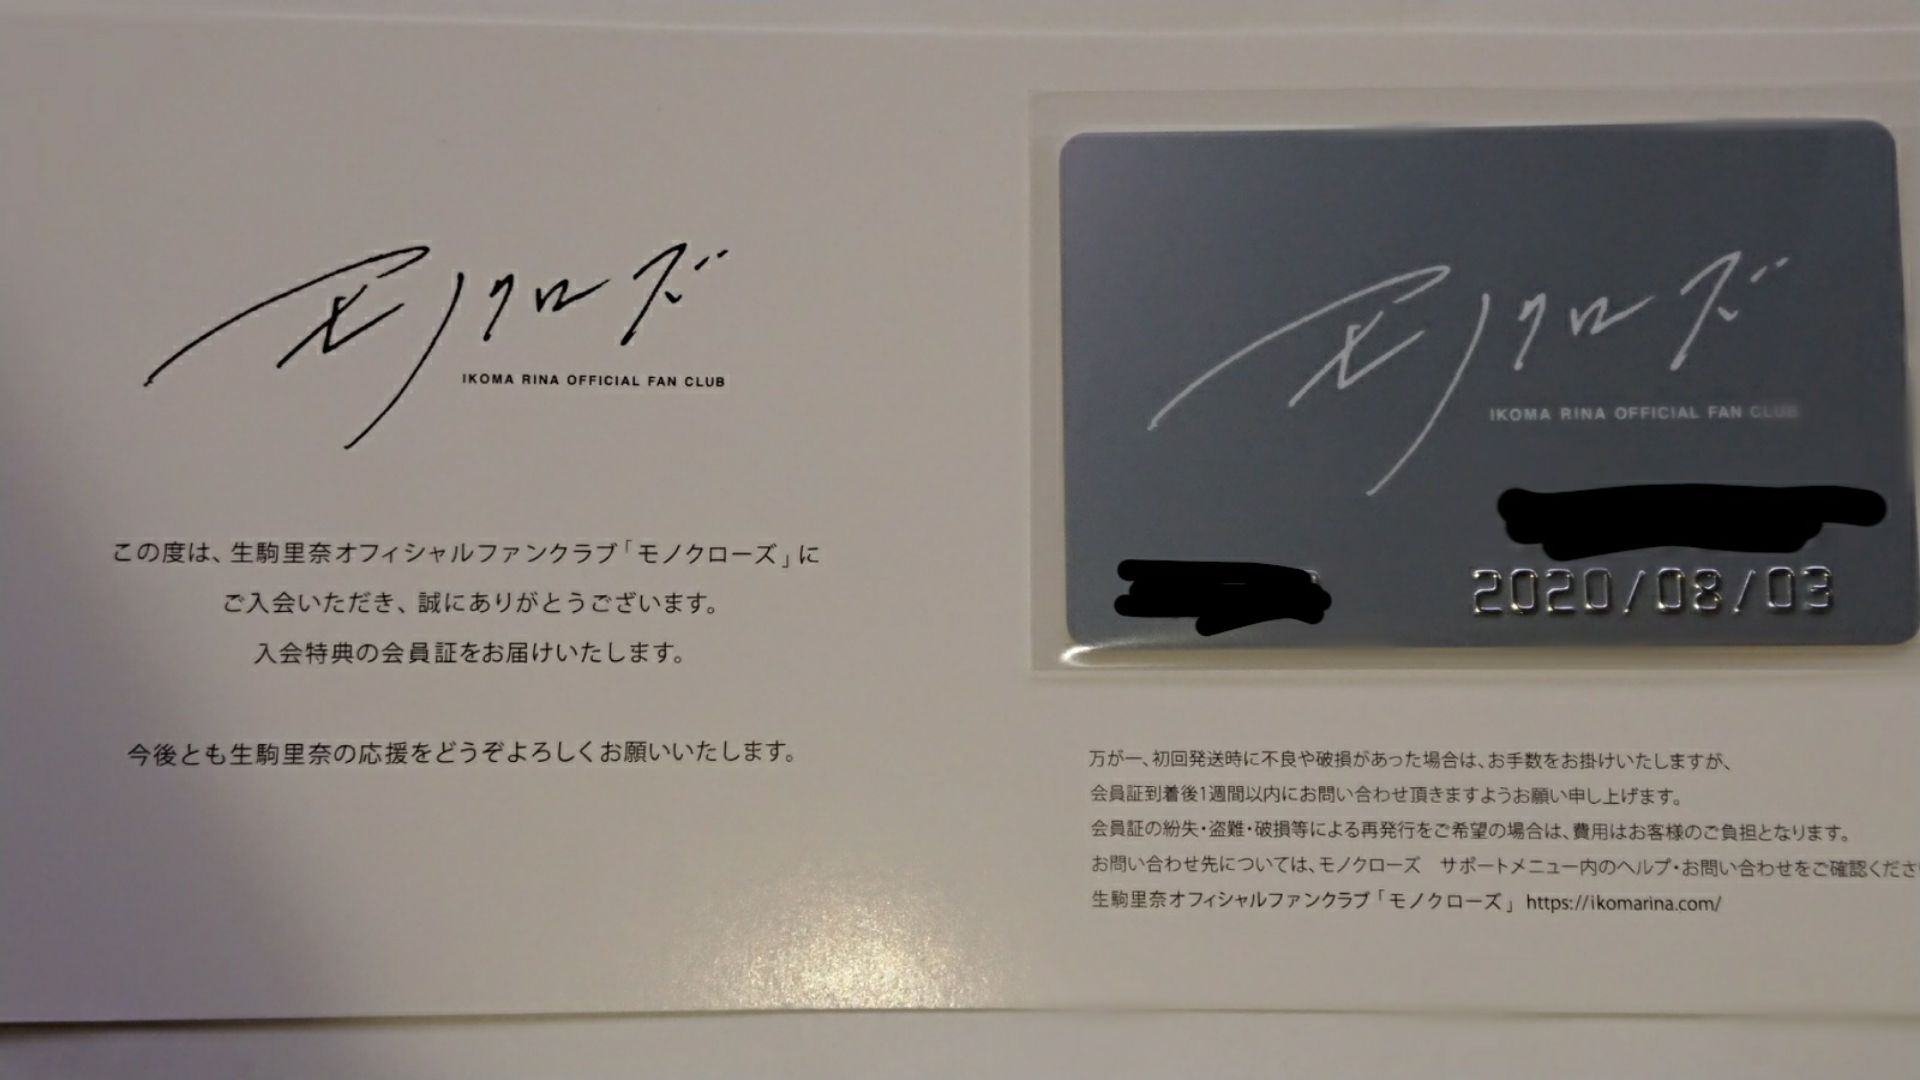 モノクローズ
IKOMA RINA OFFICIAL FAN CLUB
この度は、生駒里奈オフィシャルファンクラブ「モノクローズ」に
ご入会いただき、誠にありがとうございます。
入会特典の会員証をお届けいたします。
今後とも生駒里奈の応援をどうぞよろしくお願いいたします。
モノクローズ
IKOMA RINA OFFICIAL FAN CLUB
2020/08/03
万が一、初回発送時に不良や破損があった場合は、お手数をお掛けいたしますが、
会員証到着後1週間以内にお問い合わせ頂きますようお願い申し上げます。
会員証の紛失・盗難・破損等による再発行をご希望の場合は、費用はお客様のご負担となります。
お問い合わせ先については、モノクローズ　サポートメニュー内のヘルプ・お問い合わせをご確認くださ
生駒里奈オフィシャルファンクラブ「モノクローズ」 https://ikomarina.com/